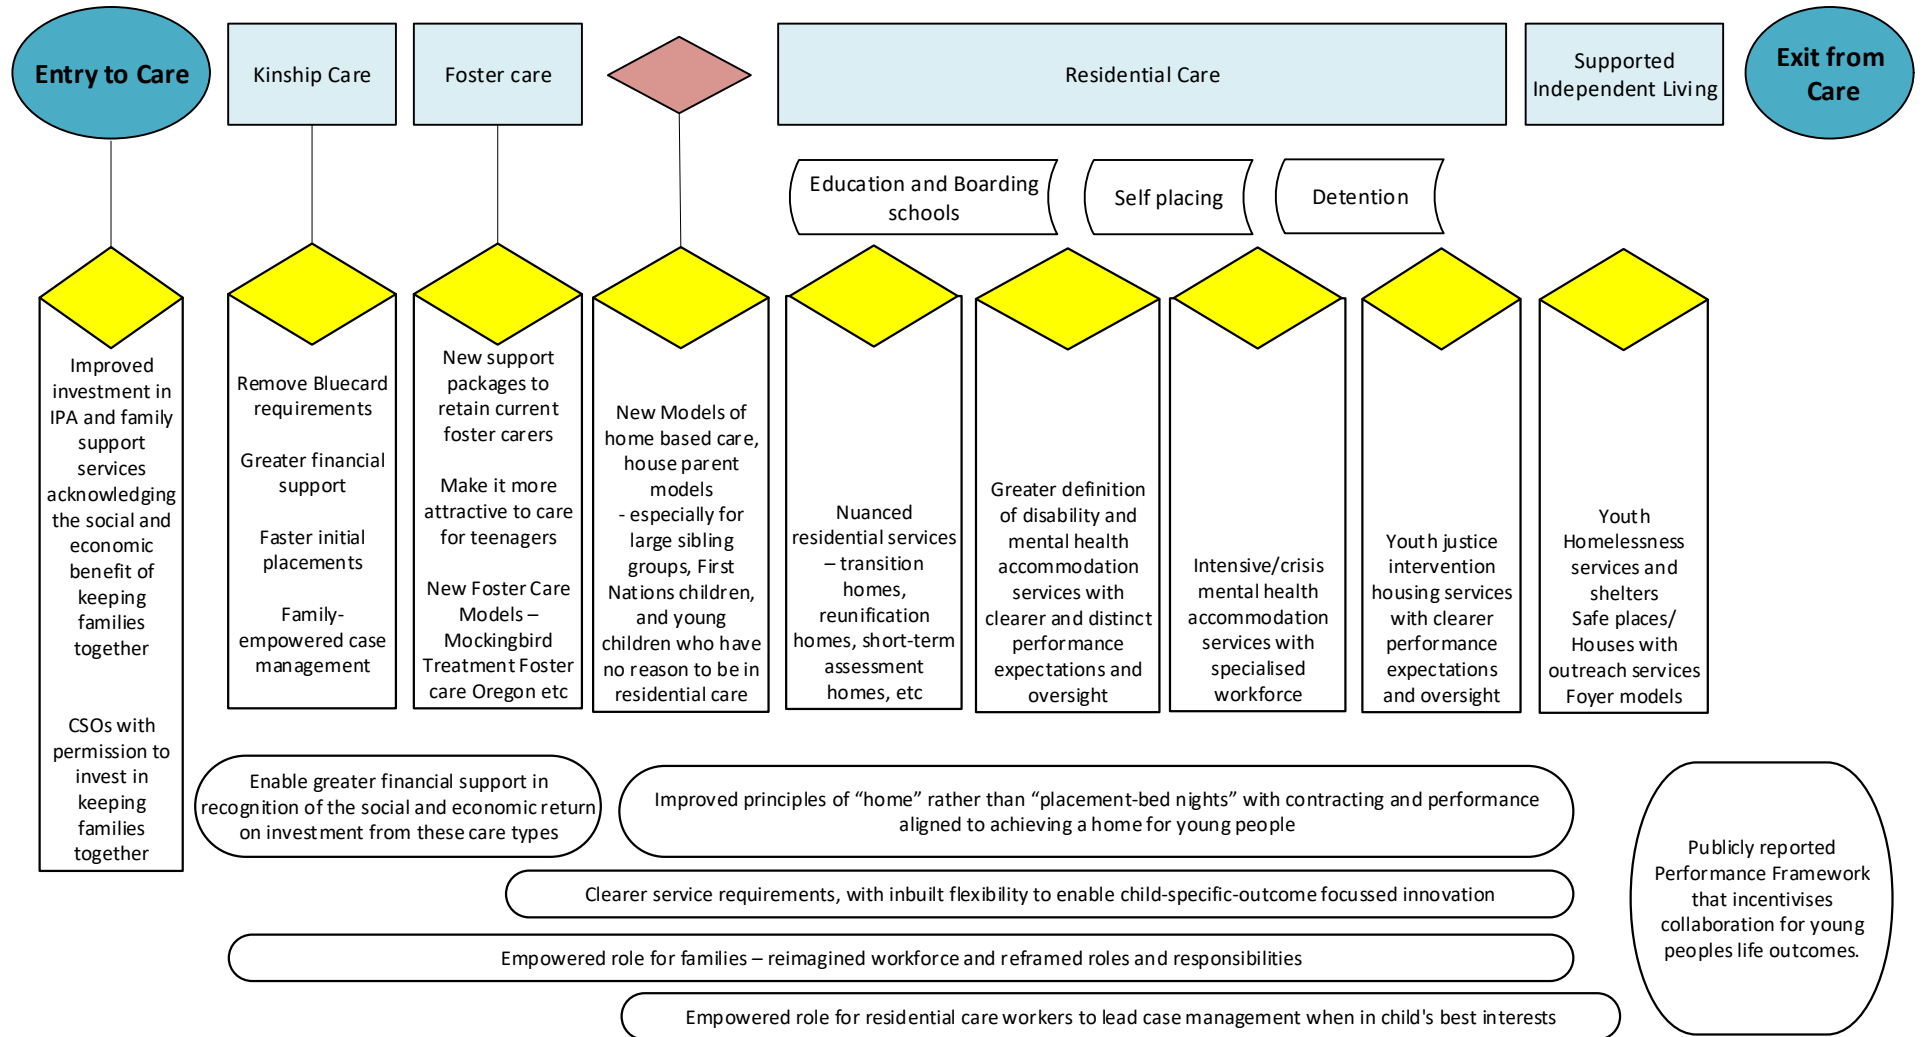 Entry to Care
Kinship Care
Foster care
Residential Care
Supported
Independent Living
Exit from
Care
Education and Boarding
schools
Self placing
Detention
Improved
investment in
IPA and family
support
services
acknowledging
the social and
economic
benefit of
keeping
families
together
CSOs with
permission to
invest in
keeping
families
together
Remove Bluecard
requirements
Greater financial
support
Faster initial
placements
Family-
empowered case
management
New support
packages to
retain current
foster carers
Make it more
attractive to care
for teenagers
New Foster Care
Models –
Mockingbird
Treatment Foster
care Oregon etc
New Models of
home based care,
house parent
models
- especially for
large sibling
groups, First
Nations children,
and young
children who have
no reason to be in
residential care
Nuanced
residential services
– transition
homes,
reunification
homes, short-term
assessment
homes, etc
Greater definition
of disability and
mental health
accommodation
services with
clearer and distinct
performance
expectations and
oversight
Intensive/crisis
mental health
accommodation
services with
specialised
workforce
Youth justice
intervention
housing services
with clearer
performance
expectations
and oversight
Youth
Homelessness
services and
shelters
Safe places/
Houses with
outreach services
Foyer models
Enable greater financial support in
recognition of the social and economic return
on investment from these care types
Improved principles of “home” rather than “placement-bed nights” with contracting and performance
aligned to achieving a home for young people
Clearer service requirements, with inbuilt flexibility to enable child-specific-outcome focussed innovation
Empowered role for families – reimagined workforce and reframed roles and responsibilities
Empowered role for residential care workers to lead case management when in child's best interests
Publicly reported
Performance Framework
that incentivises
collaboration for young
peoples life outcomes.